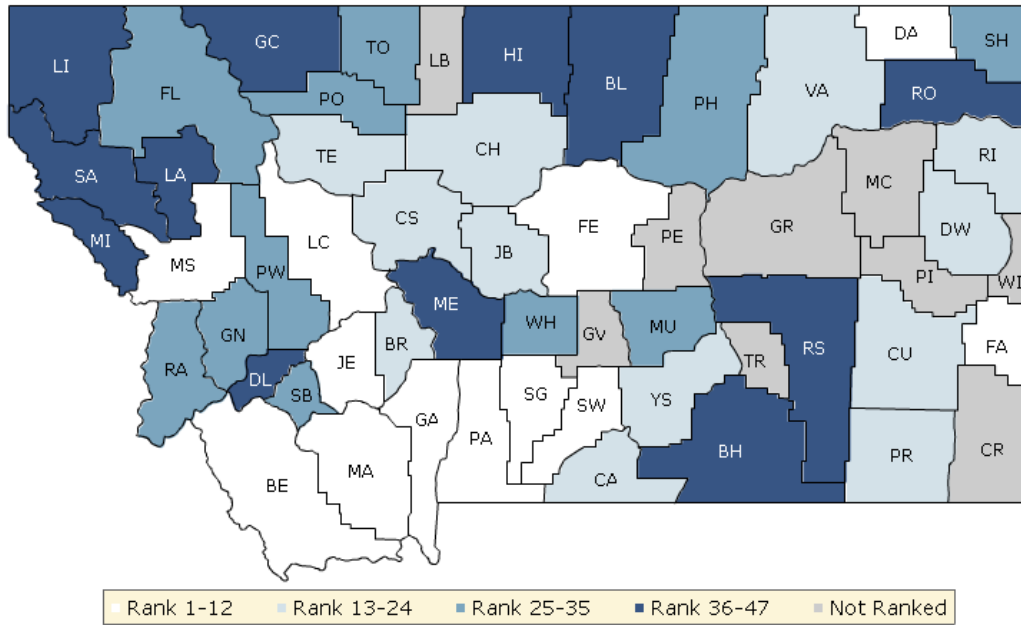 LI
FL
GC
TO
LB
HI
BL
PH
VA
DA
SH
RO
PO
TE
CH
RI
SA
LA
MC
CS
DW
MI
MS
LC
JB
FE
PE
GR
PW
ME
PI
WI
WH
GV
MU
RS
CU
FA
RA
GN
JE
BR
TR
DL
SB
SG
SW
YS
GA
PA
BH
PR
CR
BE
MA
CA
Rank 1-12 Rank 13-24 Rank 25-35 Rank 36-47 Not Ranked